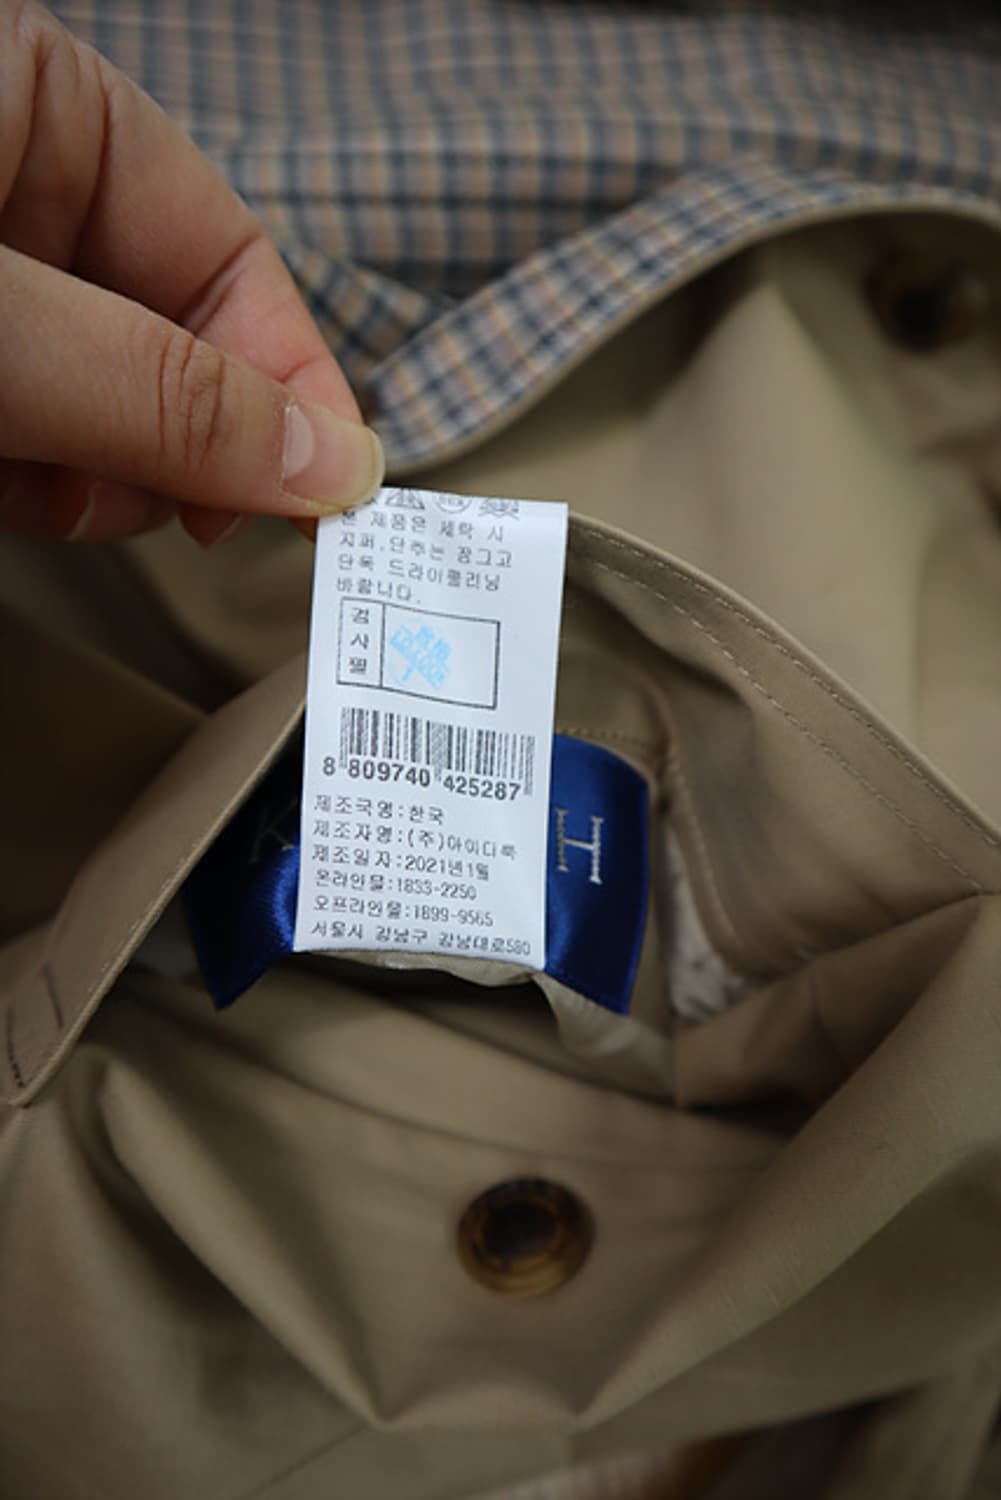 본 제품은 세탁 시
지퍼,단추는 잠그고
단독 드라이클리닝
바랍니다.
검
사
필
8 809740 425287
제조국명:한국
제조자명:(주)아이디룩
제조일자:2021년1월
온라인몰:1833-2250
오프라인몰:1899-9565
서울시 강남구 강남대로580
K
I